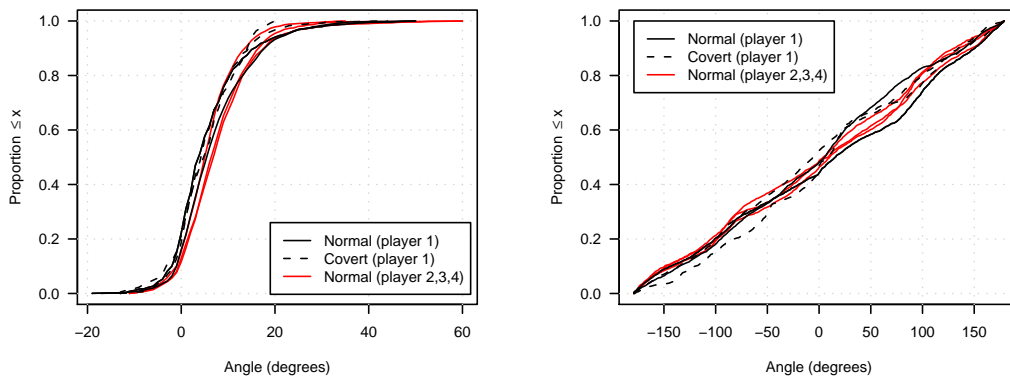 1.0
0.8
0.6
0.4
0.2
0.0
Proportion ≤ x
Normal (player 1)
Covert (player 1)
Normal (player 2,3,4)
−20 0 20 40 60
Angle (degrees)
1.0
0.8
0.6
0.4
0.2
0.0
Proportion ≤ x
Normal (player 1)
Covert (player 1)
Normal (player 2,3,4)
−150 −100 −50 0 50 100 150
Angle (degrees)